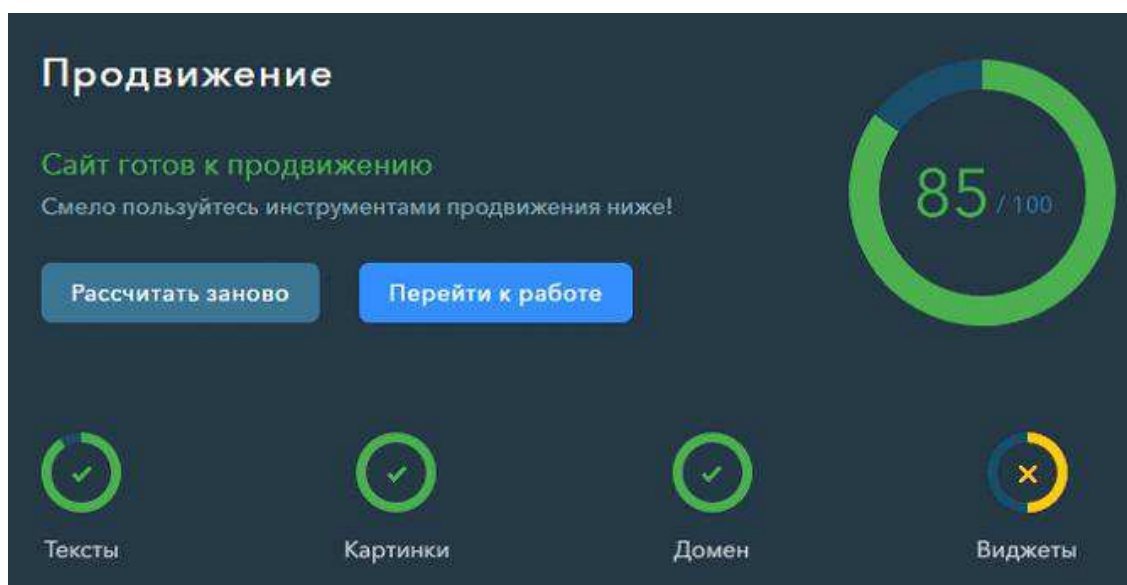 Продвижение
Сайт готов к продвижению
Смело пользуйтесь инструментами продвижения ниже!
85 / 100
Рассчитать заново
Перейти к работе
Тексты
Картинки
Домен
Виджеты